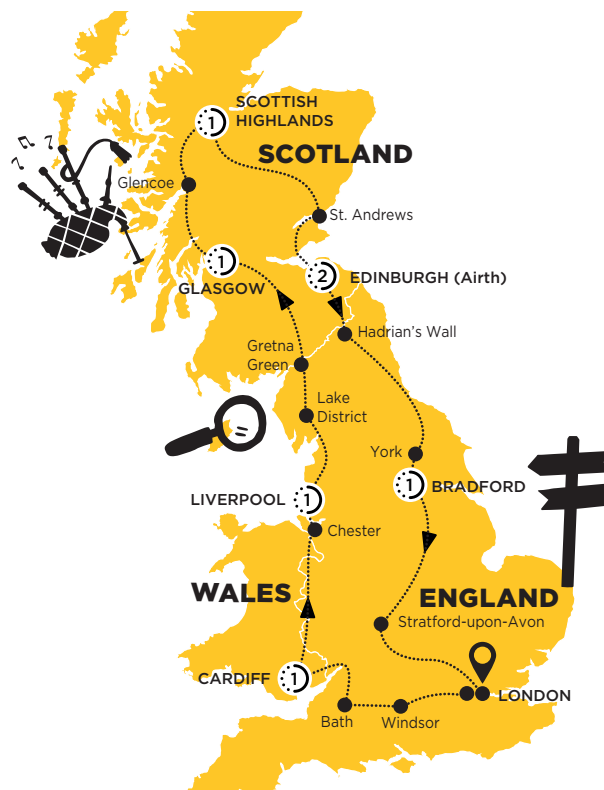 SCOTTISH
HIGHLANDS
1
SCOTLAND
Glencoe
St. Andrews
1
GLASGOW
2
EDINBURGH (Airth)
Hadrian's Wall
Gretna
Green
Lake
District
York
1
BRADFORD
LIVERPOOL
1
Chester
WALES
ENGLAND
Stratford-upon-Avon
CARDIFF
1
LONDON
Bath
Windsor